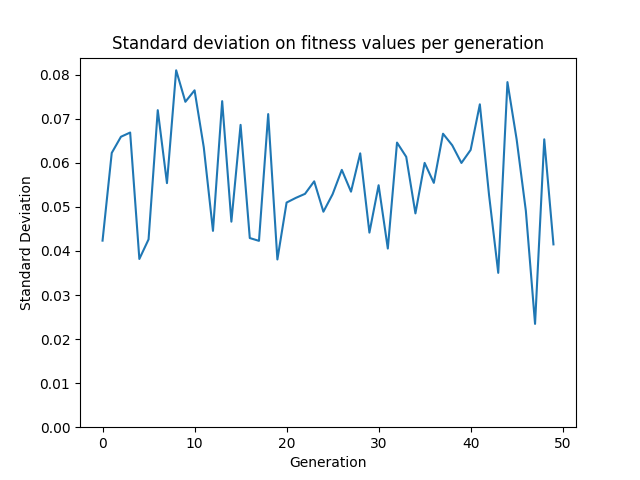 Standard deviation on fitness values per generation
0.08
0.07
0.06
0.05
0.04
0.03
0.02
0.01
0.00
Standard Deviation
0 10 20 30 40 50
Generation